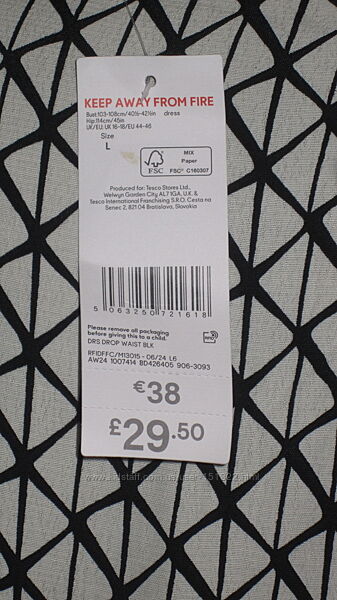 KEEP AWAY FROM FIRE
Bust:103-108cm/40½-42½in dress
Hip:114cm/45in
UK/EU: UK 16-18/EU 44-46
Size
L
FSC
MIX
Paper
FSC® C160307
Produced for: Tesco Stores Ltd.,
Welwyn Garden City AL7 1GA, U.K. &
Tesco International Franchising S.R.O. Cesta na
Senec 2, 821 04 Bratislava, Slovakia
5 063250 721618
Please remove all packaging
before giving this to a child.
DRS DROP WAIST BLK
RFIDFFC/M13015 - 06/24 L6
AW24 1007414 BD426405 906-3093
€38
£29.50